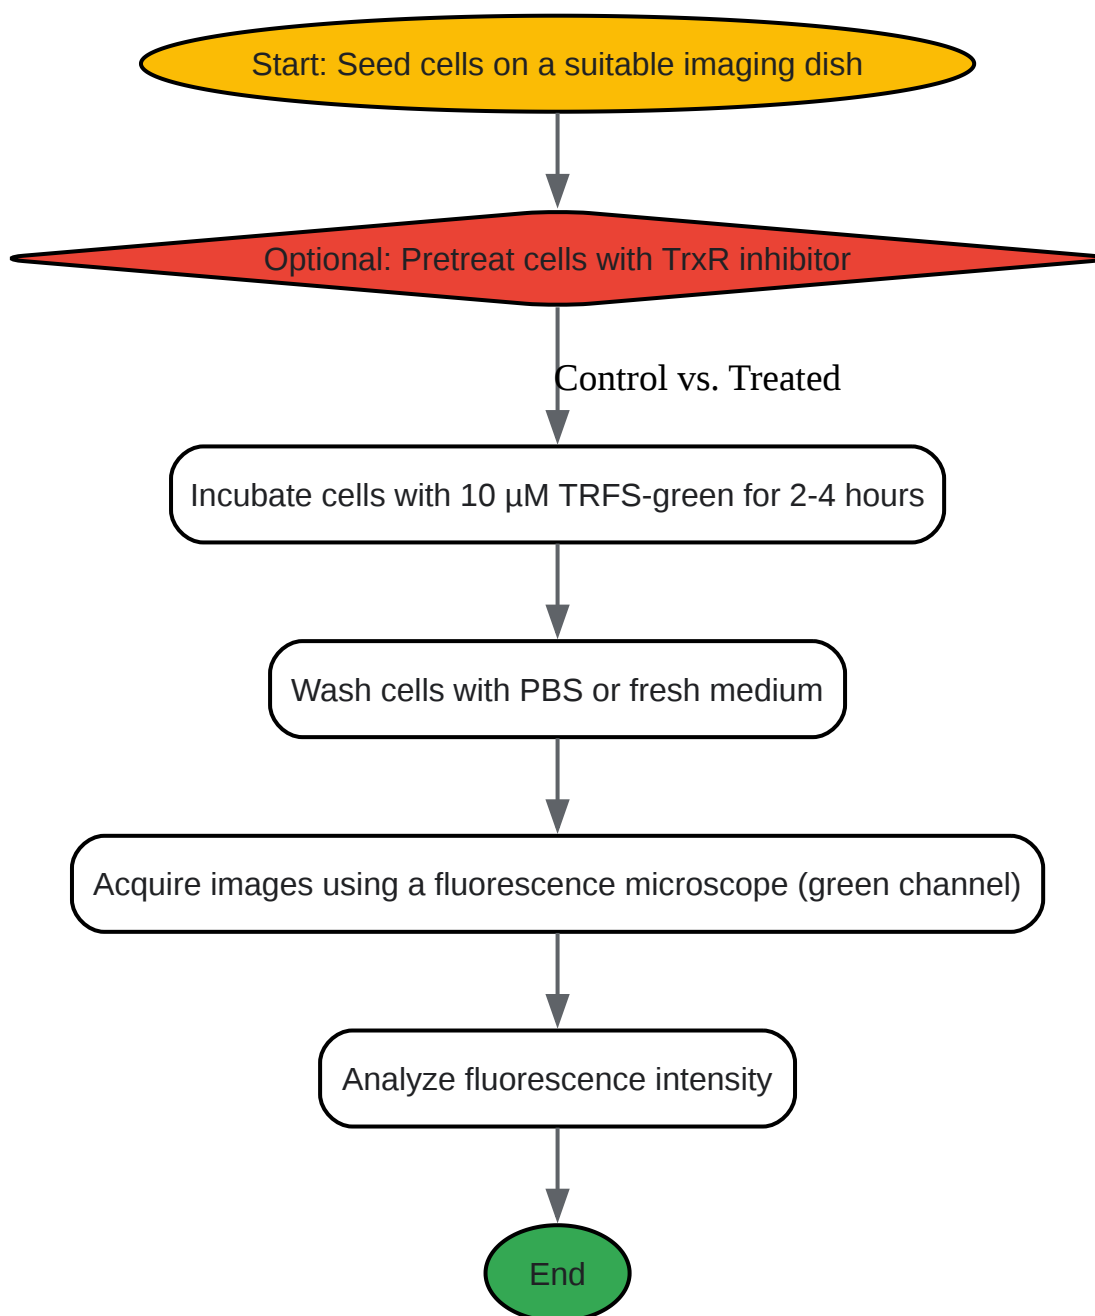 Start: Seed cells on a suitable imaging dish
Optional: Pretreat cells with TrxR inhibitor
Control vs. Treated
Incubate cells with 10 µM TRFS-green for 2-4 hours
Wash cells with PBS or fresh medium
Acquire images using a fluorescence microscope (green channel)
Analyze fluorescence intensity
End